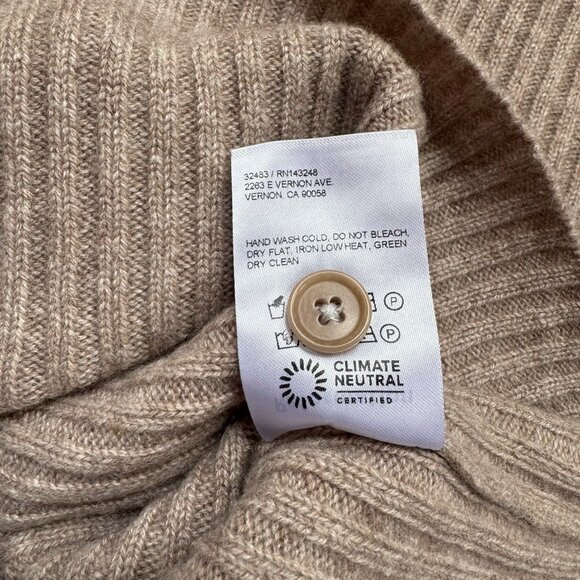 32483 / RN143248
2263 E VERNON AVE.
VERNON, CA 90058
HAND WASH COLD, DO NOT BLEACH,
DRY FLAT, IRON LOW HEAT, GREEN
DRY CLEAN
P
P
CLIMATE
NEUTRAL
CERTIFIED